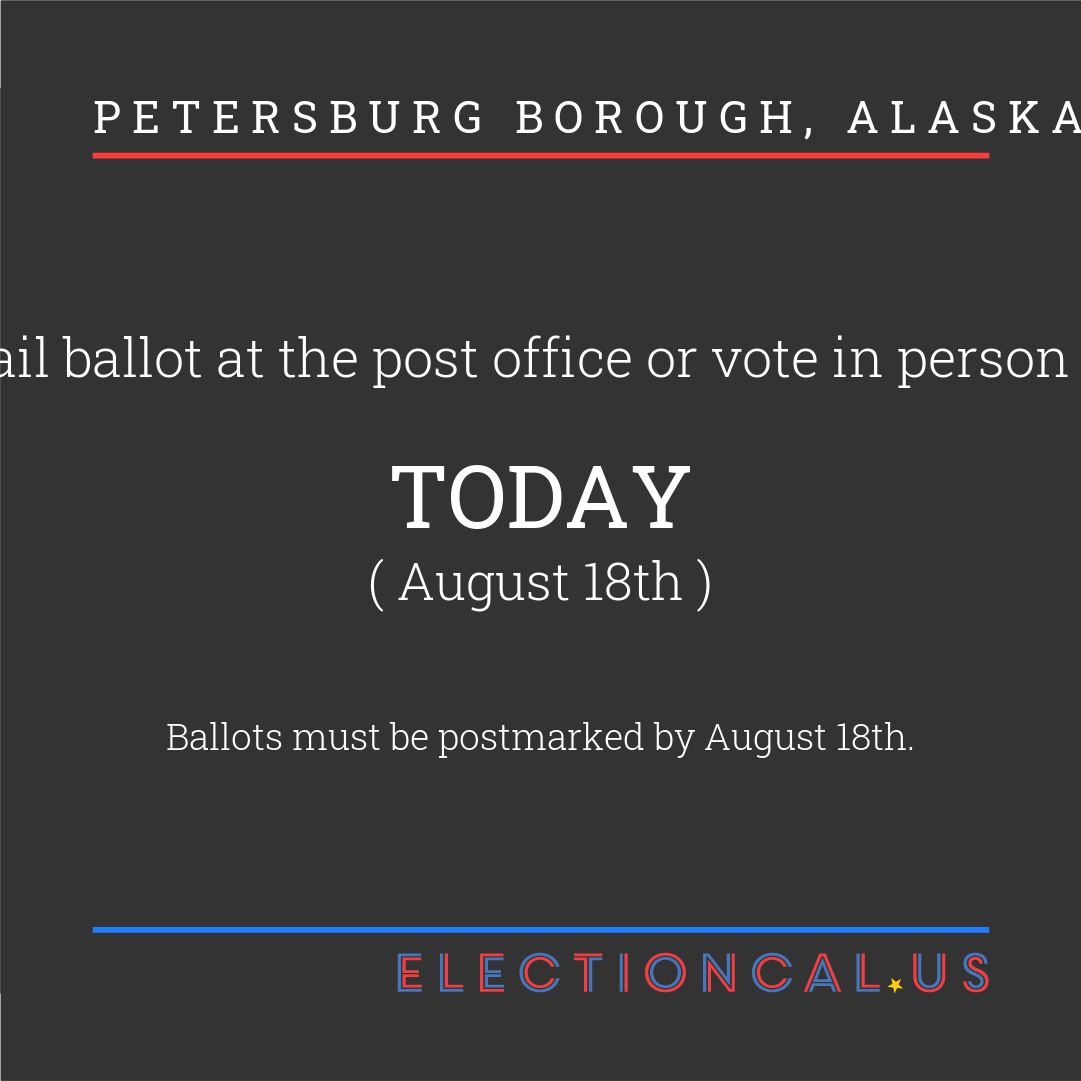 PETERSBURG BOROUGH, ALASKA
ail ballot at the post office or vote in person
TODAY
( August 18th )
Ballots must be postmarked by August 18th.
ELECTIONCAL.US